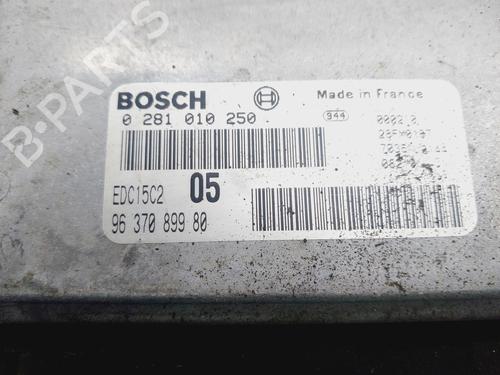 B-PARTS
BOSCH
Made in France
0 281 010 250
944
EDC15C2 05
96 370 899 80